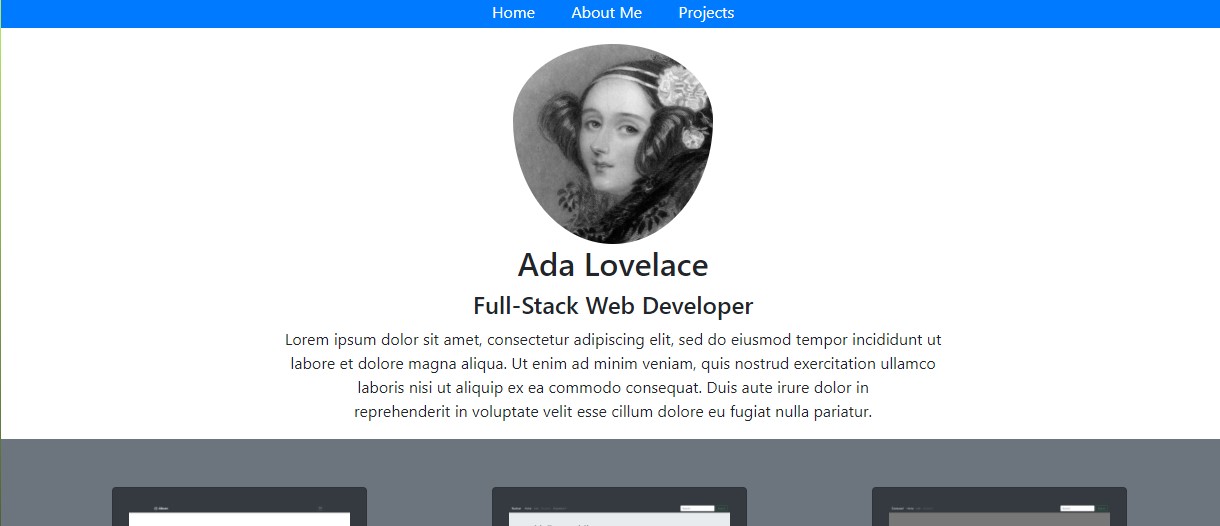 Home About Me Projects
Ada Lovelace
Full-Stack Web Developer
Lorem ipsum dolor sit amet, consectetur adipiscing elit, sed do eiusmod tempor incididunt ut
labore et dolore magna aliqua. Ut enim ad minim veniam, quis nostrud exercitation ullamco
laboris nisi ut aliquip ex ea commodo consequat. Duis aute irure dolor in
reprehenderit in voluptate velit esse cillum dolore eu fugiat nulla pariatur.